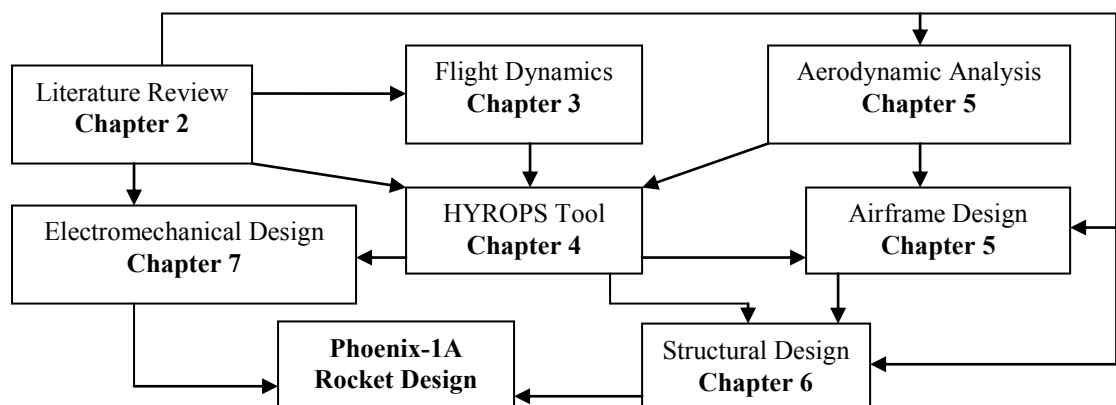 Literature Review
Chapter 2
Flight Dynamics
Chapter 3
Aerodynamic Analysis
Chapter 5
Electromechanical Design
Chapter 7
HYROPS Tool
Chapter 4
Airframe Design
Chapter 5
Phoenix-1A
Rocket Design
Structural Design
Chapter 6